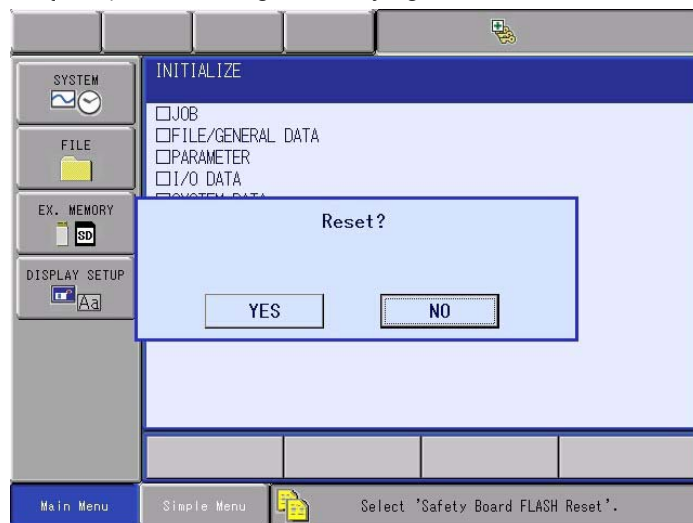 SYSTEM
FILE
EX. MEMORY
SD
DISPLAY SETUP
Aa
INITIALIZE
□JOB
□FILE/GENERAL DATA
□PARAMETER
□I/O DATA
Reset?
YES
NO
Main Menu
Simple Menu
Select 'Safety Board FLASH Reset'.